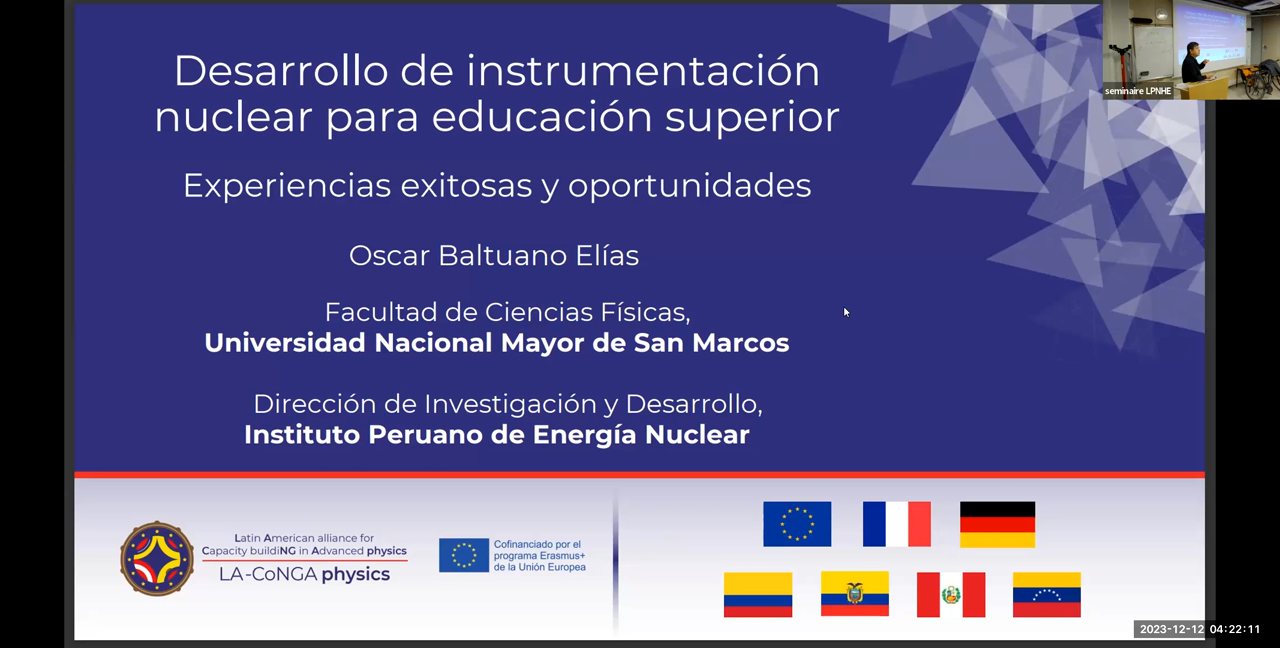 Desarrollo de instrumentación
nuclear para educación superior
Experiencias exitosas y oportunidades
Oscar Baltuano Elías
Facultad de Ciencias Físicas,
Universidad Nacional Mayor de San Marcos
Dirección de Investigación y Desarrollo,
Instituto Peruano de Energía Nuclear
Latin American alliance for
Capacity buildiNG in Advanced physics
LA-CoNGA physics
Cofinanciado por el
programa Erasmus+
de la Unión Europea
seminaire LPNHE
2023-12-12 04:22:11